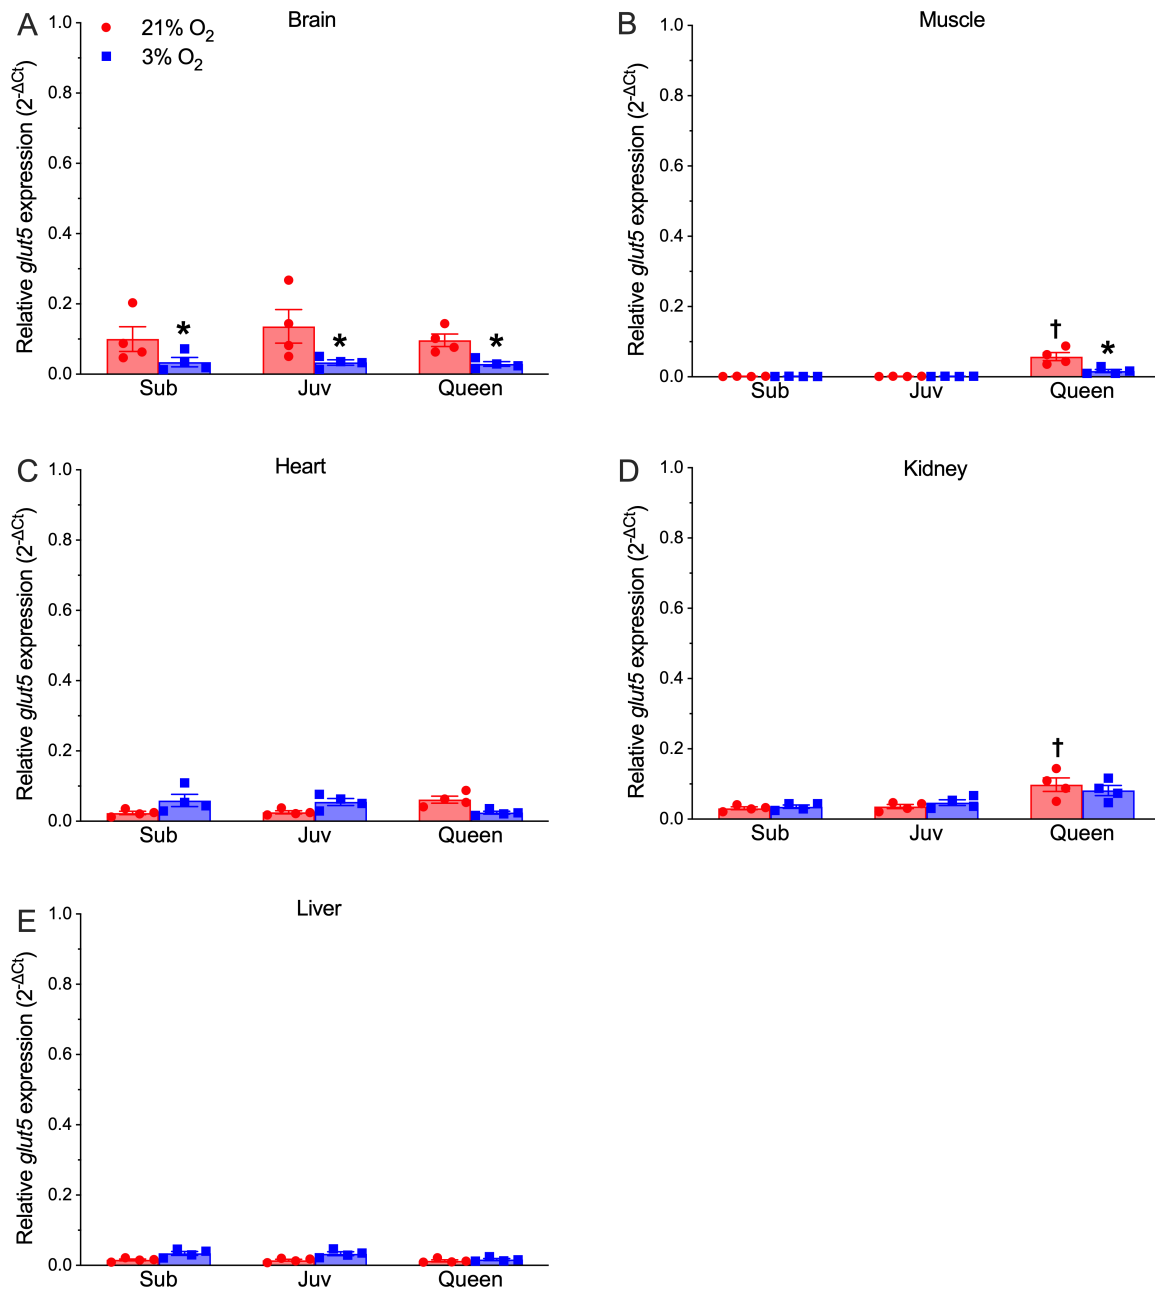 A
Brain
21% O2
3% O2
Relative glut5 expression (2-ΔCt)
1.0
0.8
0.6
0.4
0.2
0.0
*
*
*
Sub
Juv
Queen
B
Muscle
Relative glut5 expression (2-ΔCt)
1.0
0.8
0.6
0.4
0.2
0.0
†
*
Sub
Juv
Queen
C
Heart
Relative glut5 expression (2-ΔCt)
1.0
0.8
0.6
0.4
0.2
0.0
Sub
Juv
Queen
D
Kidney
Relative glut5 expression (2-ΔCt)
1.0
0.8
0.6
0.4
0.2
0.0
†
Sub
Juv
Queen
E
Liver
Relative glut5 expression (2-ΔCt)
1.0
0.8
0.6
0.4
0.2
0.0
Sub
Juv
Queen